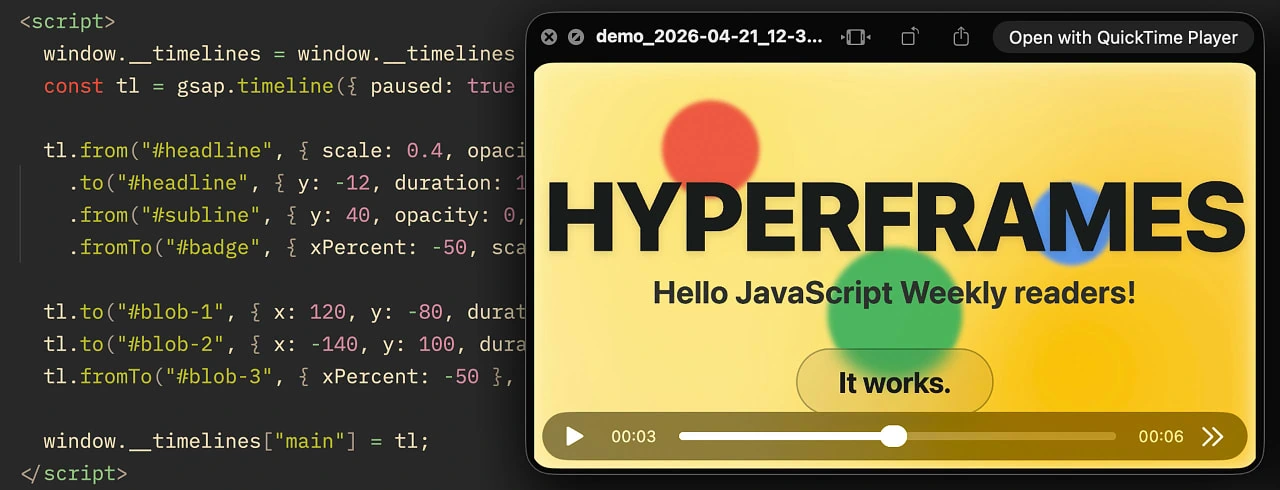 <script>
window.__timelines = window.__timelines
const tl = gsap.timeline({ paused: true
tl.from("#headline", { scale: 0.4, opaci
.to("#headline", { y: -12, duration: 1
.from("#subline", { y: 40, opacity: 0,
.fromTo("#badge", { xPercent: -50, sca
tl.to("#blob-1", { x: 120, y: -80, durat
tl.to("#blob-2", { x: -140, y: 100, dura
tl.fromTo("#blob-3", { xPercent: -50 },
window.__timelines["main"] = tl;
</script>
demo_2026-04-21_12-3...
Open with QuickTime Player
HYPERFRAMES
Hello JavaScript Weekly readers!
It works.
00:03
00:06